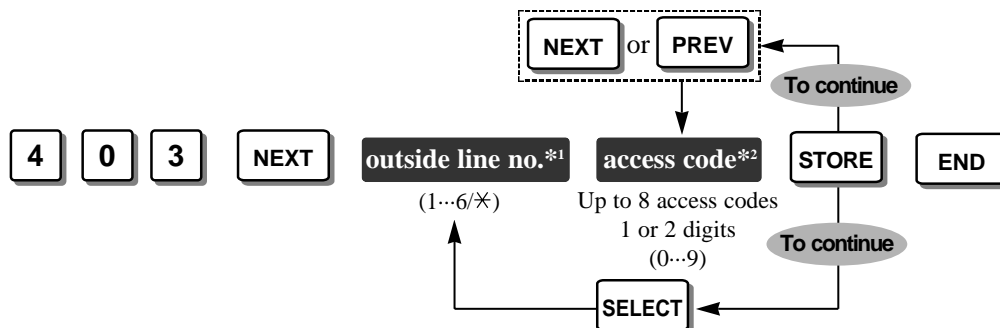 NEXT or PREV
To continue
4 0 3 NEXT outside line no.*1 access code*2 STORE END
(1···6/✳) Up to 8 access codes
1 or 2 digits
To continue
(0···9)
SELECT